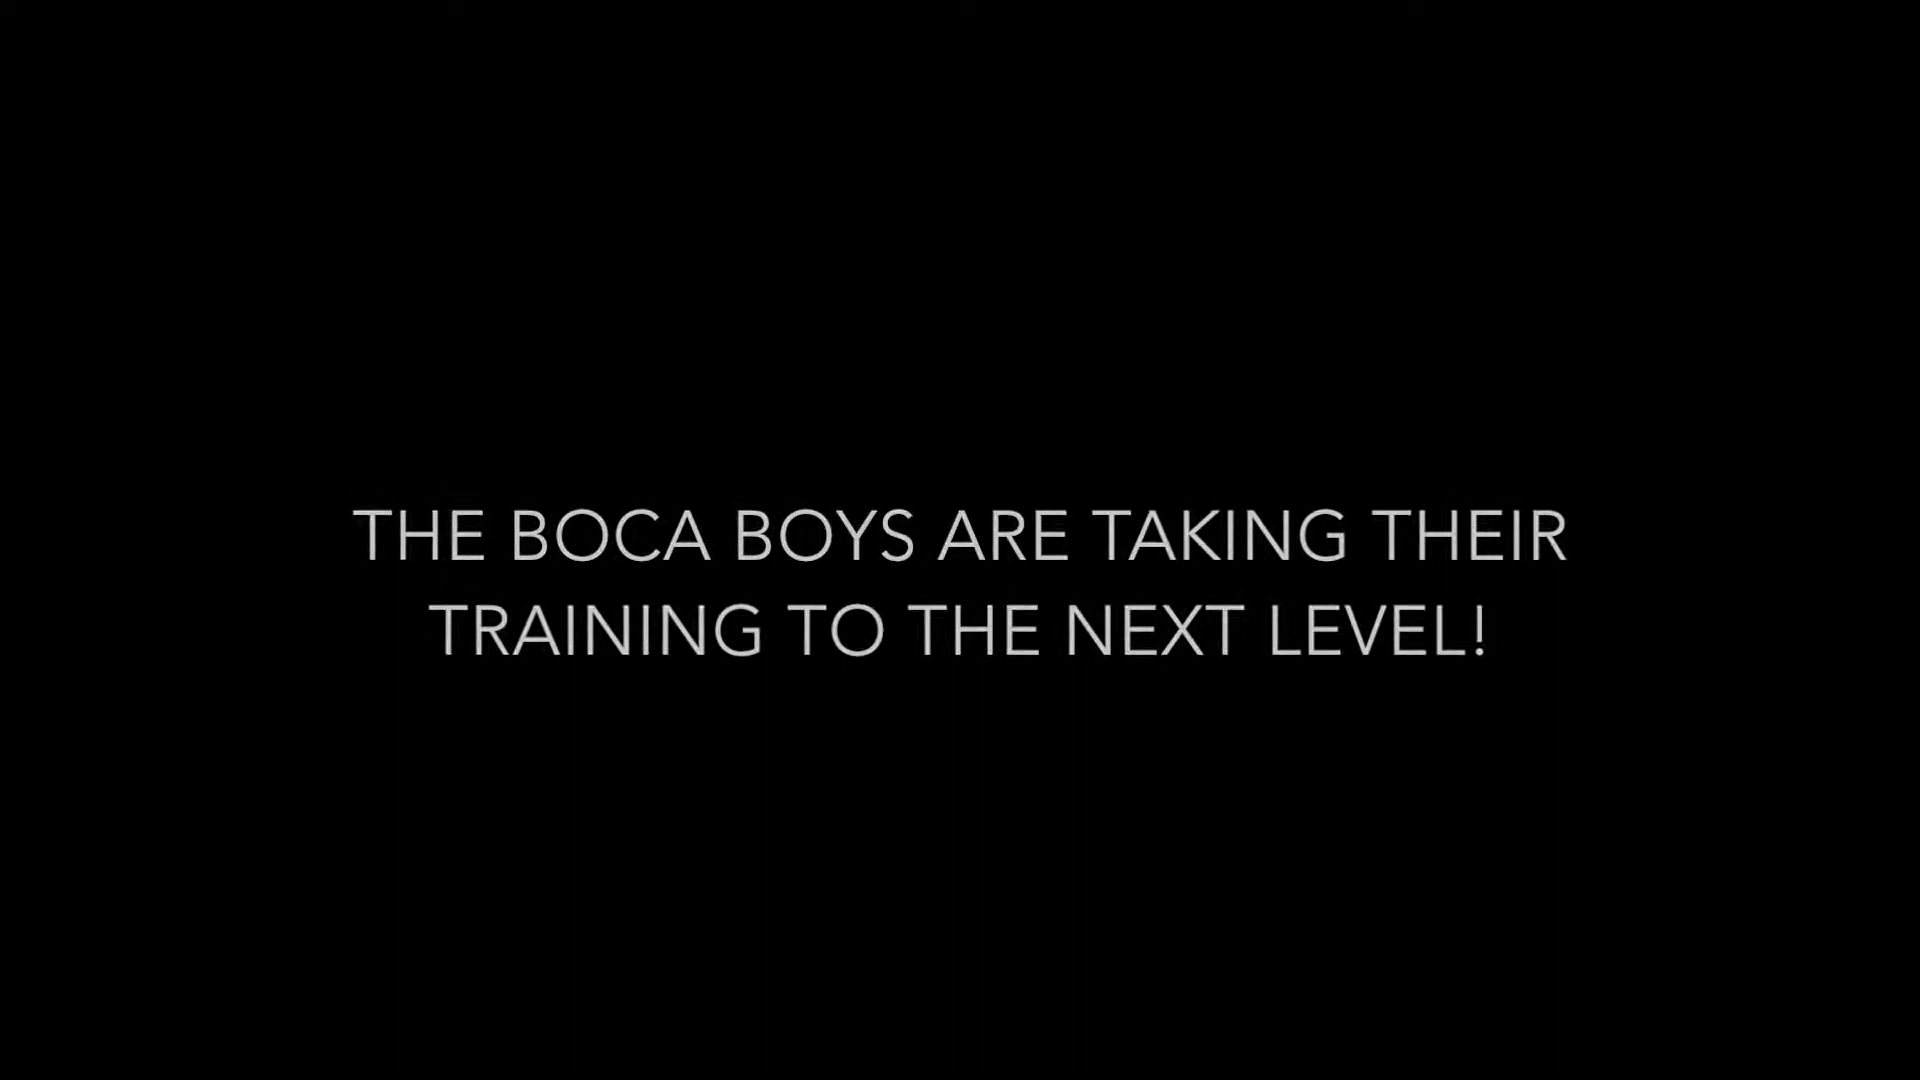 THE BOCA BOYS ARE TAKING THEIR
TRAINING TO THE NEXT LEVEL!